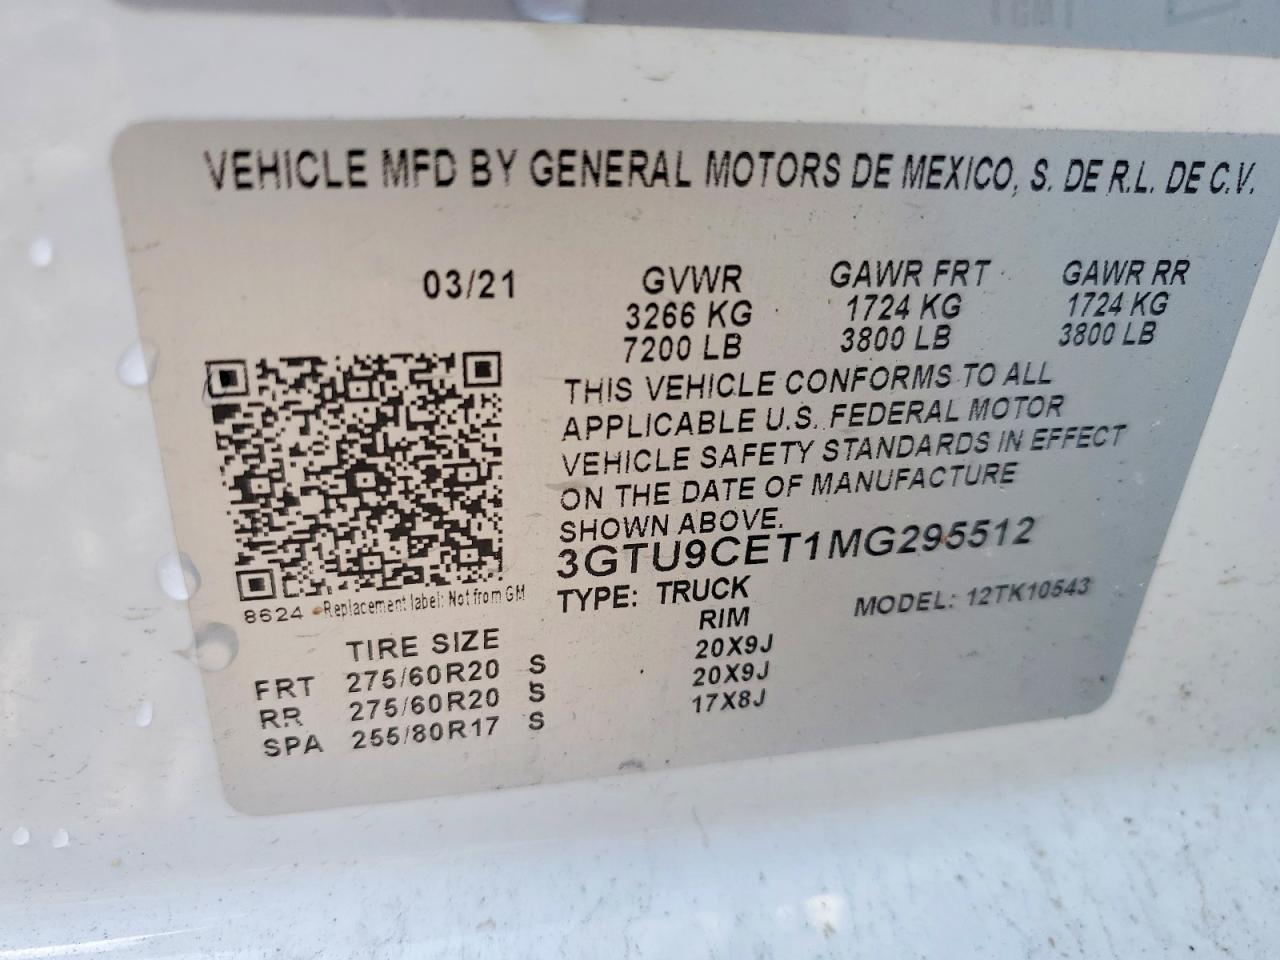 VEHICLE MFD BY GENERAL MOTORS DE MEXICO, S. DE R.L. DE C.V.
03/21
GVWR GAWR FRT GAWR RR
3266 KG 1724 KG 1724 KG
7200 LB 3800 LB 3800 LB
THIS VEHICLE CONFORMS TO ALL
APPLICABLE U.S. FEDERAL MOTOR
VEHICLE SAFETY STANDARDS IN EFFECT
ON THE DATE OF MANUFACTURE
SHOWN ABOVE.
3GTU9CET1MG295512
8624 Replacement label: Not from GM
TYPE: TRUCK MODEL: 12TK10543
TIRE SIZE RIM
FRT 275/60R20 S 20X9J
RR 275/60R20 S 20X9J
SPA 255/80R17 S 17X8J